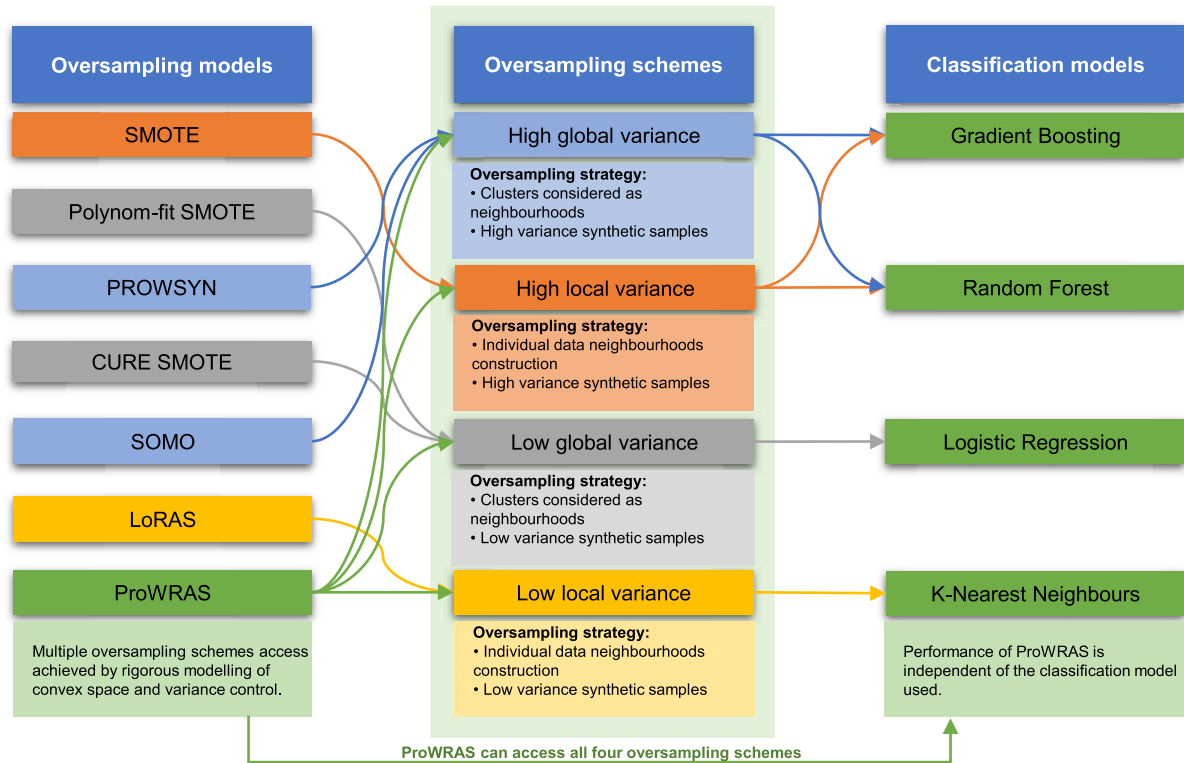 Oversampling models
SMOTE
Polynom-fit SMOTE
PROWSYN
CURE SMOTE
SOMO
LoRAS
ProWRAS
Multiple oversampling schemes access
achieved by rigorous modelling of
convex space and variance control.
Oversampling schemes
High global variance
Oversampling strategy:
• Clusters considered as
neighbourhoods
• High variance synthetic samples
High local variance
Oversampling strategy:
• Individual data neighbourhoods
construction
• High variance synthetic samples
Low global variance
Oversampling strategy:
• Clusters considered as
neighbourhoods
• Low variance synthetic samples
Low local variance
Oversampling strategy:
• Individual data neighbourhoods
construction
• Low variance synthetic samples
Classification models
Gradient Boosting
Random Forest
Logistic Regression
K-Nearest Neighbours
Performance of ProWRAS is
independent of the classification model
used.
ProWRAS can access all four oversampling schemes